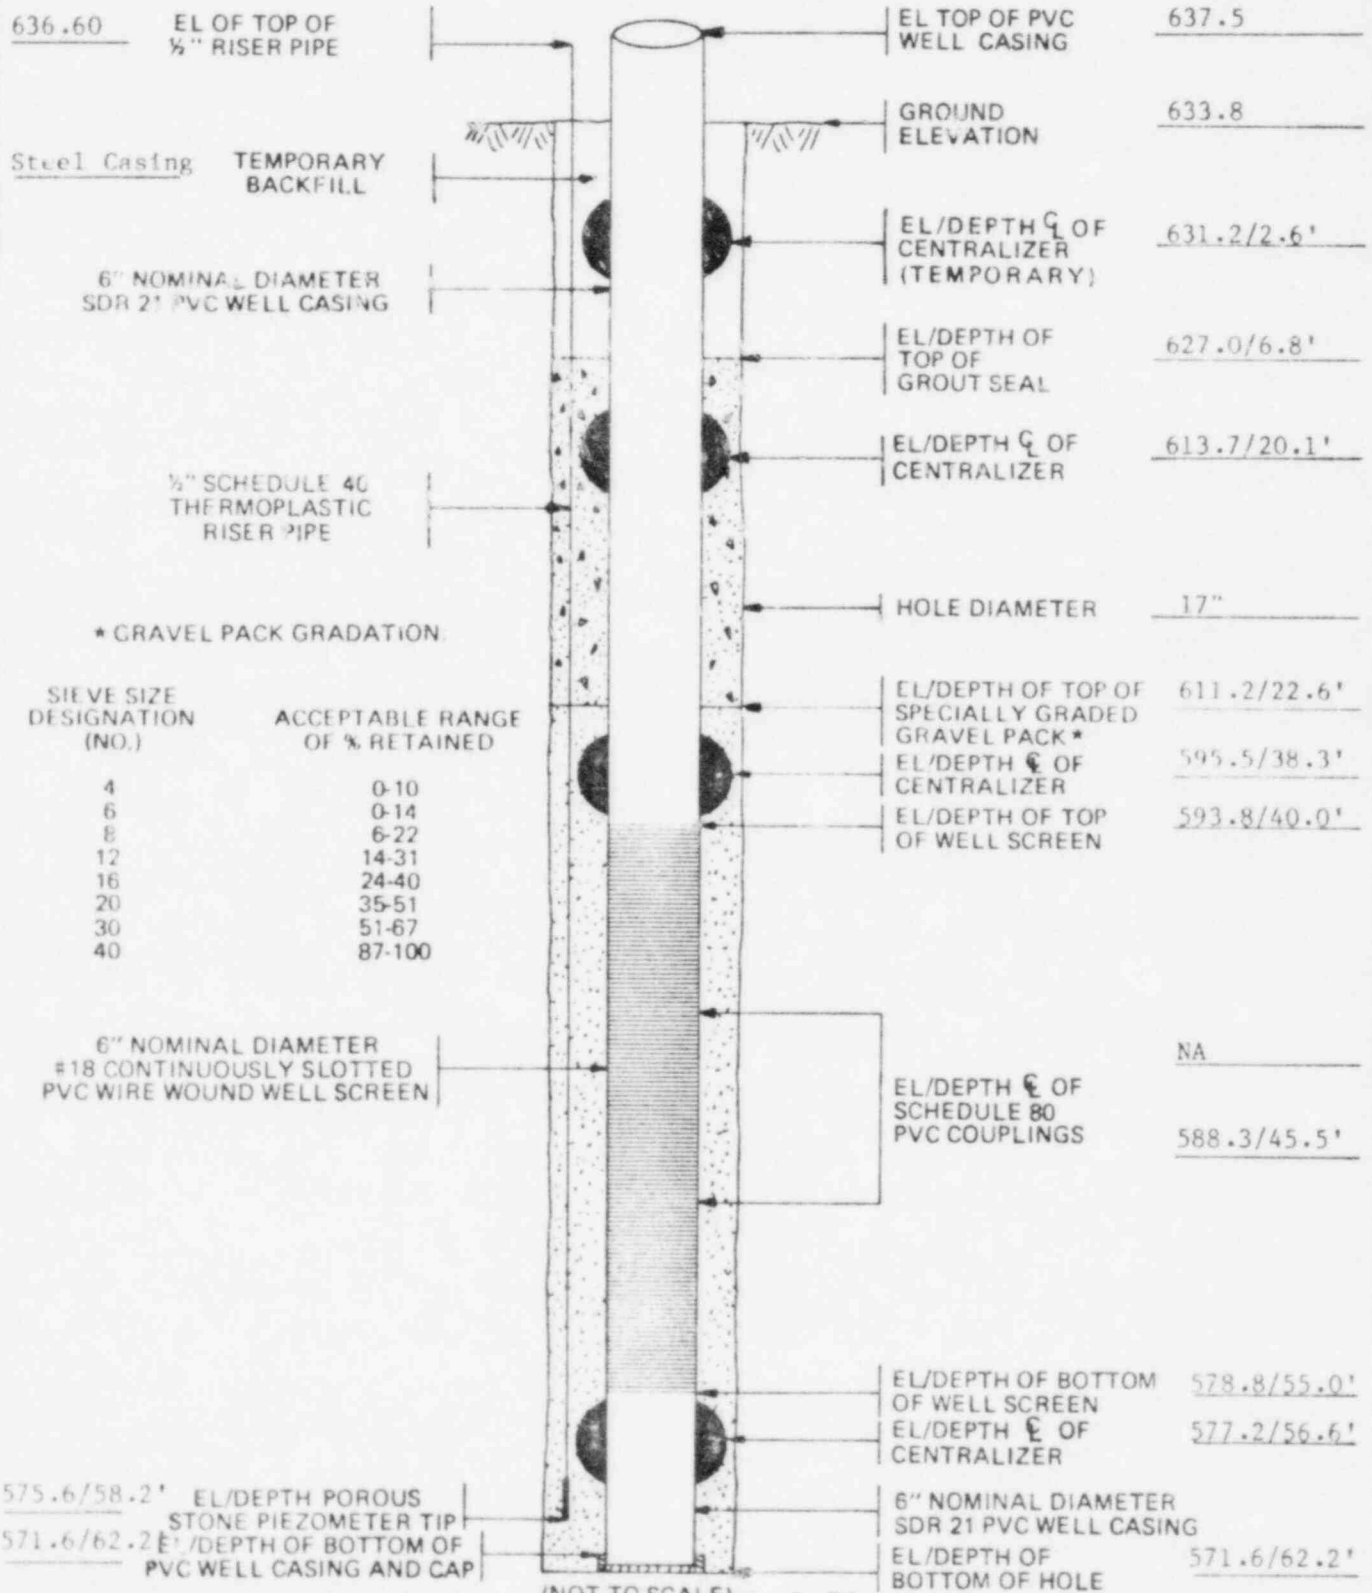 636.60 EL OF TOP OF
½" RISER PIPE
EL TOP OF PVC 637.5
WELL CASING
GROUND 633.8
ELEVATION
Steel Casing TEMPORARY
BACKFILL
EL/DEPTH ℄ OF 631.2/2.6'
CENTRALIZER
(TEMPORARY)
6" NOMINAL DIAMETER
SDR 21 PVC WELL CASING
EL/DEPTH OF 627.0/6.8'
TOP OF
GROUT SEAL
EL/DEPTH ℄ OF 613.7/20.1'
CENTRALIZER
½" SCHEDULE 40
THERMOPLASTIC
RISER PIPE
HOLE DIAMETER 17"
* GRAVEL PACK GRADATION
SIEVE SIZE
DESIGNATION ACCEPTABLE RANGE
(NO.) OF % RETAINED
4 0-10
6 0-14
8 6-22
12 14-31
16 24-40
20 35-51
30 51-67
40 87-100
EL/DEPTH OF TOP OF 611.2/22.6'
SPECIALLY GRADED
GRAVEL PACK *
EL/DEPTH ℄ OF 595.5/38.3'
CENTRALIZER
EL/DEPTH OF TOP 593.8/40.0'
OF WELL SCREEN
6" NOMINAL DIAMETER
#18 CONTINUOUSLY SLOTTED
PVC WIRE WOUND WELL SCREEN
NA
EL/DEPTH ℄ OF
SCHEDULE 80
PVC COUPLINGS 588.3/45.5'
EL/DEPTH OF BOTTOM 578.8/55.0'
OF WELL SCREEN
EL/DEPTH ℄ OF 577.2/56.6'
CENTRALIZER
575.6/58.2' EL/DEPTH POROUS
STONE PIEZOMETER TIP
571.6/62.2' EL/DEPTH OF BOTTOM OF
PVC WELL CASING AND CAP
6" NOMINAL DIAMETER
SDR 21 PVC WELL CASING
EL/DEPTH OF 571.6/62.2'
BOTTOM OF HOLE
(NOT TO SCALE)